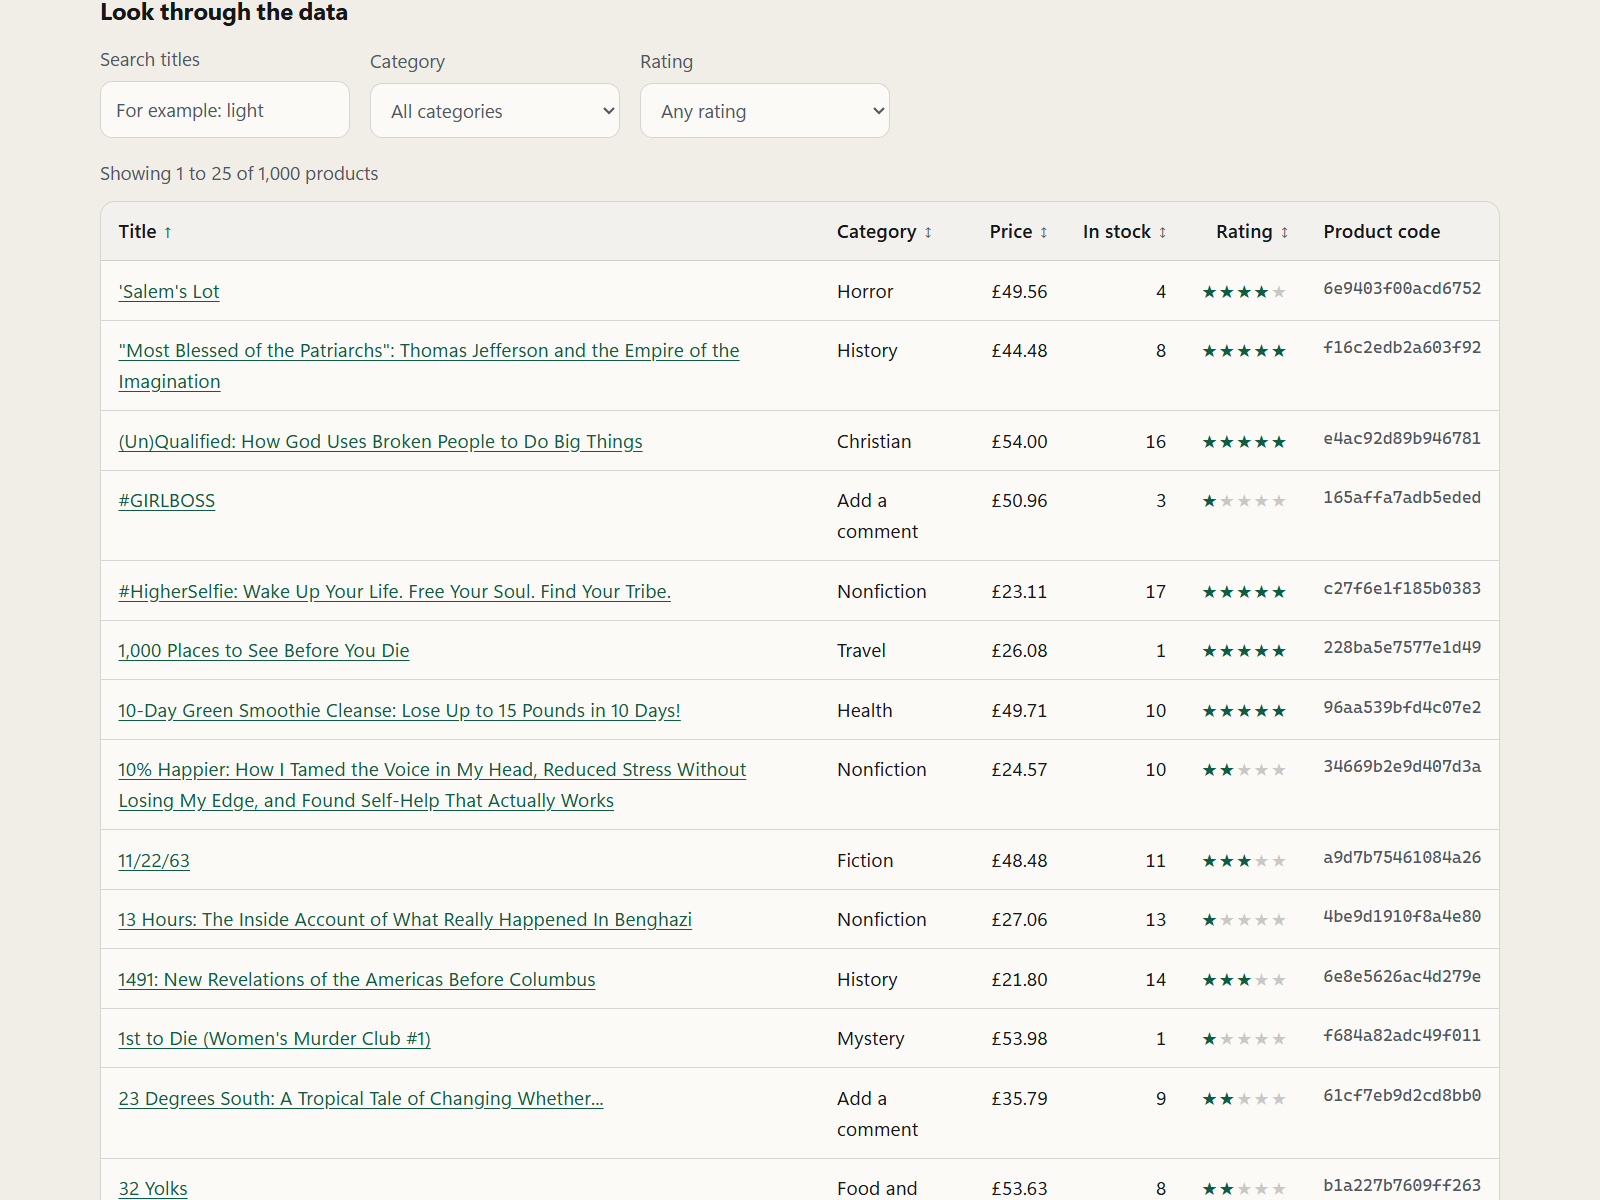 Look through the data
Search titles
Category
Rating
For example: light
All categories
Any rating
Showing 1 to 25 of 1,000 products
Title ↑ Category ↕ Price ↕ In stock ↕ Rating ↕ Product code
'Salem's Lot Horror £49.56 4 ★★★★★ 6e9403f00acd6752
"Most Blessed of the Patriarchs": Thomas Jefferson and the Empire of the History £44.48 8 ★★★★★ f16c2edb2a603f92
Imagination
(Un)Qualified: How God Uses Broken People to Do Big Things Christian £54.00 16 ★★★★★ e4ac92d89b946781
#GIRLBOSS Add a £50.96 3 ★★★★★ 165affa7adb5eded
comment
#HigherSelfie: Wake Up Your Life. Free Your Soul. Find Your Tribe. Nonfiction £23.11 17 ★★★★★ c27f6e1f185b0383
1,000 Places to See Before You Die Travel £26.08 1 ★★★★★ 228ba5e7577e1d49
10-Day Green Smoothie Cleanse: Lose Up to 15 Pounds in 10 Days! Health £49.71 10 ★★★★★ 96aa539bfd4c07e2
10% Happier: How I Tamed the Voice in My Head, Reduced Stress Without Nonfiction £24.57 10 ★★★★★ 34669b2e9d407d3a
Losing My Edge, and Found Self-Help That Actually Works
11/22/63 Fiction £48.48 11 ★★★★★ a9d7b75461084a26
13 Hours: The Inside Account of What Really Happened In Benghazi Nonfiction £27.06 13 ★★★★★ 4be9d1910f8a4e80
1491: New Revelations of the Americas Before Columbus History £21.80 14 ★★★★★ 6e8e5626ac4d279e
1st to Die (Women's Murder Club #1) Mystery £53.98 1 ★★★★★ f684a82adc49f011
23 Degrees South: A Tropical Tale of Changing Whether... Add a £35.79 9 ★★★★★ 61cf7eb9d2cd8bb0
comment
32 Yolks Food and £53.63 8 ★★★★★ b1a227b7609ff263